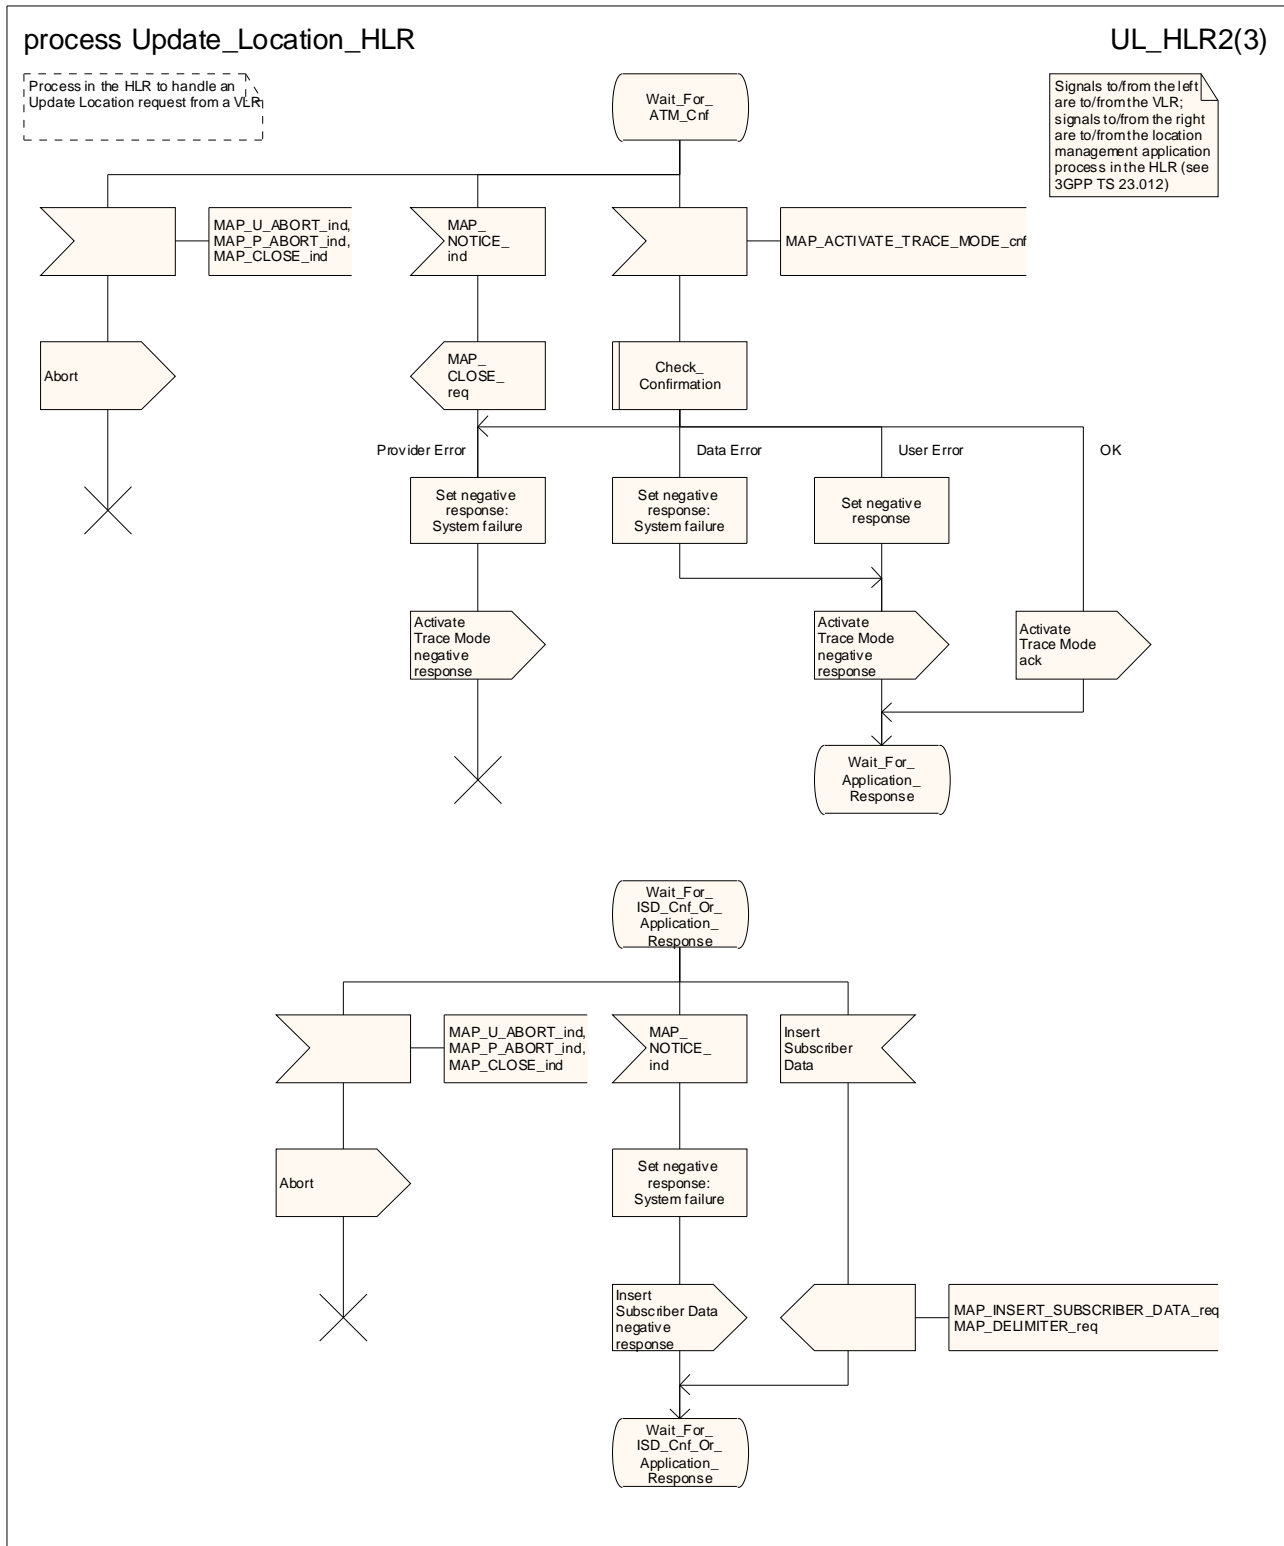 process Update_Location_HLR
UL_HLR2(3)
Process in the HLR to handle an
Update Location request from a VLR
Wait_For_
ATM_Cnf
Signals to/from the left
are to/from the VLR;
signals to/from the right
are to/from the location
management application
process in the HLR (see
3GPP TS 23.012)
MAP_U_ABORT_ind,
MAP_P_ABORT_ind,
MAP_CLOSE_ind
MAP_
NOTICE_
ind
MAP_ACTIVATE_TRACE_MODE_cnf
Abort
MAP_
CLOSE_
req
Check_
Confirmation
Provider Error
Data Error
User Error
OK
Set negative
response:
System failure
Set negative
response:
System failure
Set negative
response
Activate
Trace Mode
negative
response
Activate
Trace Mode
negative
response
Activate
Trace Mode
ack
Wait_For_
Application_
Response
Wait_For_
ISD_Cnf_Or_
Application_
Response
MAP_U_ABORT_ind,
MAP_P_ABORT_ind,
MAP_CLOSE_ind
MAP_
NOTICE_
ind
Insert
Subscriber
Data
Abort
Set negative
response:
System failure
Insert
Subscriber Data
negative
response
MAP_INSERT_SUBSCRIBER_DATA_req
MAP_DELIMITER_req
Wait_For_
ISD_Cnf_Or_
Application_
Response